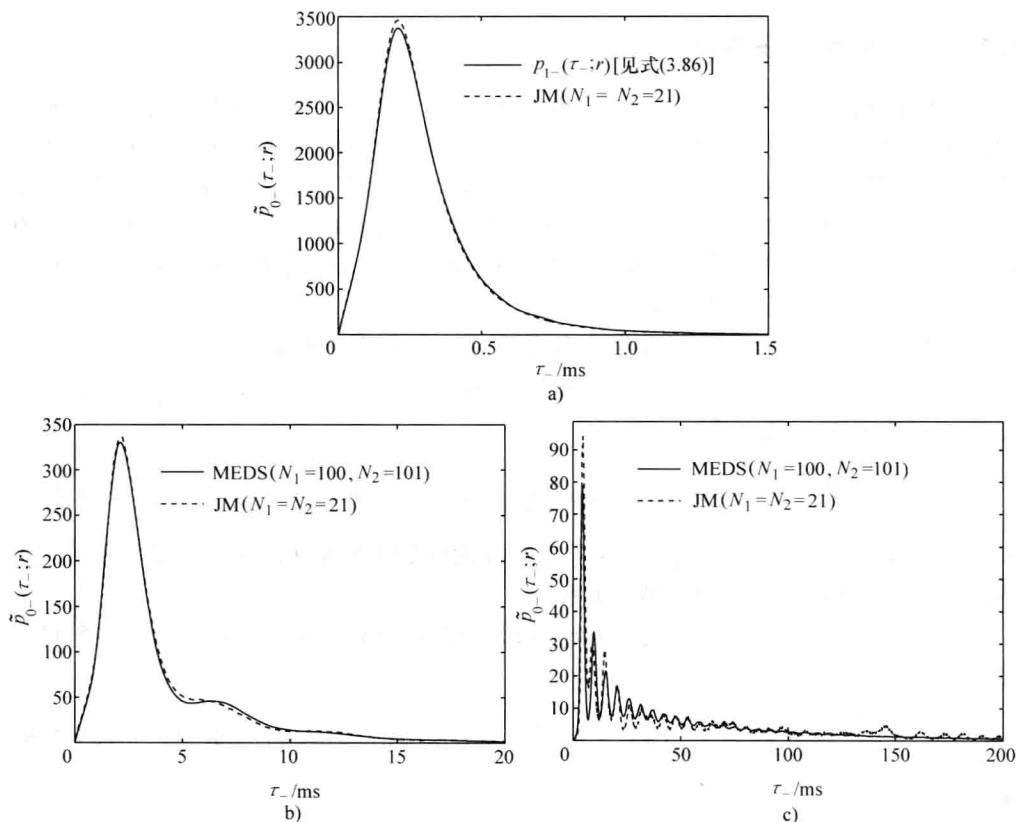 3500
3000
2500
2000
1500
1000
500
0
0.5
1.0
1.5
p̃₀₋(τ₋;r)
p₁₋(τ₋;r)[见式(3.86)]
JM(N₁= N₂=21)
τ₋/ms
a)
350
300
250
200
150
100
50
0
5
10
15
20
p̃₀₋(τ₋;r)
MEDS(N₁=100, N₂=101)
JM(N₁=N₂=21)
τ₋/ms
b)
90
80
70
60
50
40
30
20
10
0
50
100
150
200
p̃₀₋(τ₋;r)
MEDS(N₁=100, N₂=101)
JM(N₁=N₂=21)
τ₋/ms
c)